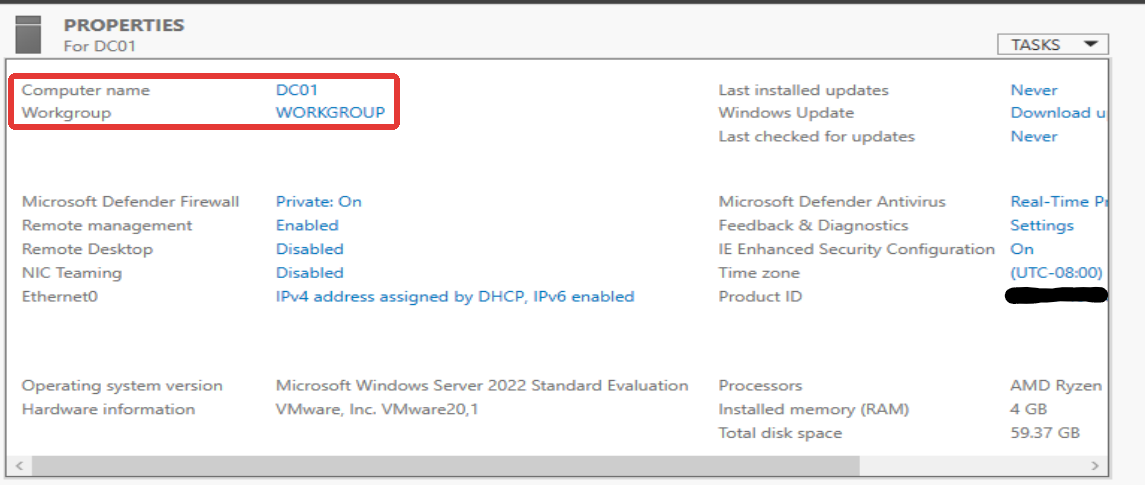 PROPERTIES
For DC01
TASKS
Computer name DC01
Workgroup WORKGROUP
Last installed updates Never
Windows Update Download u
Last checked for updates Never
Microsoft Defender Firewall Private: On
Remote management Enabled
Remote Desktop Disabled
NIC Teaming Disabled
Ethernet0 IPv4 address assigned by DHCP, IPv6 enabled
Microsoft Defender Antivirus Real-Time P
Feedback & Diagnostics Settings
IE Enhanced Security Configuration On
Time zone (UTC-08:00)
Product ID
Operating system version Microsoft Windows Server 2022 Standard Evaluation
Hardware information VMware, Inc. VMware20,1
Processors AMD Ryzen
Installed memory (RAM) 4 GB
Total disk space 59.37 GB